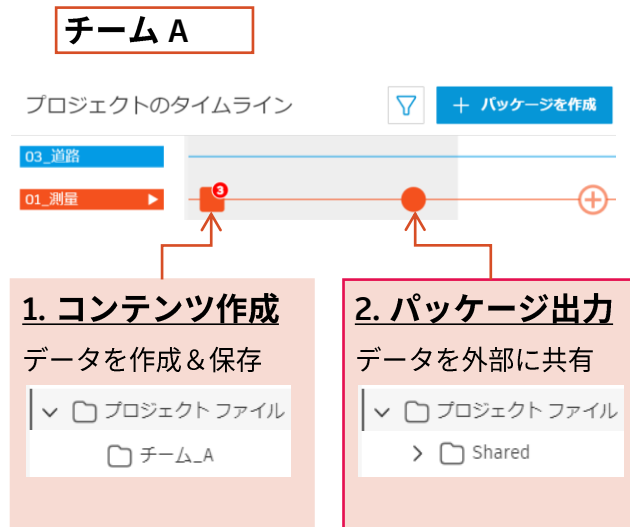 チーム A
プロジェクトのタイムライン
＋ パッケージを作成
03_道路
01_測量
3
1. コンテンツ作成
データを作成＆保存
プロジェクト ファイル
チーム_A
2. パッケージ出力
データを外部に共有
プロジェクト ファイル
Shared